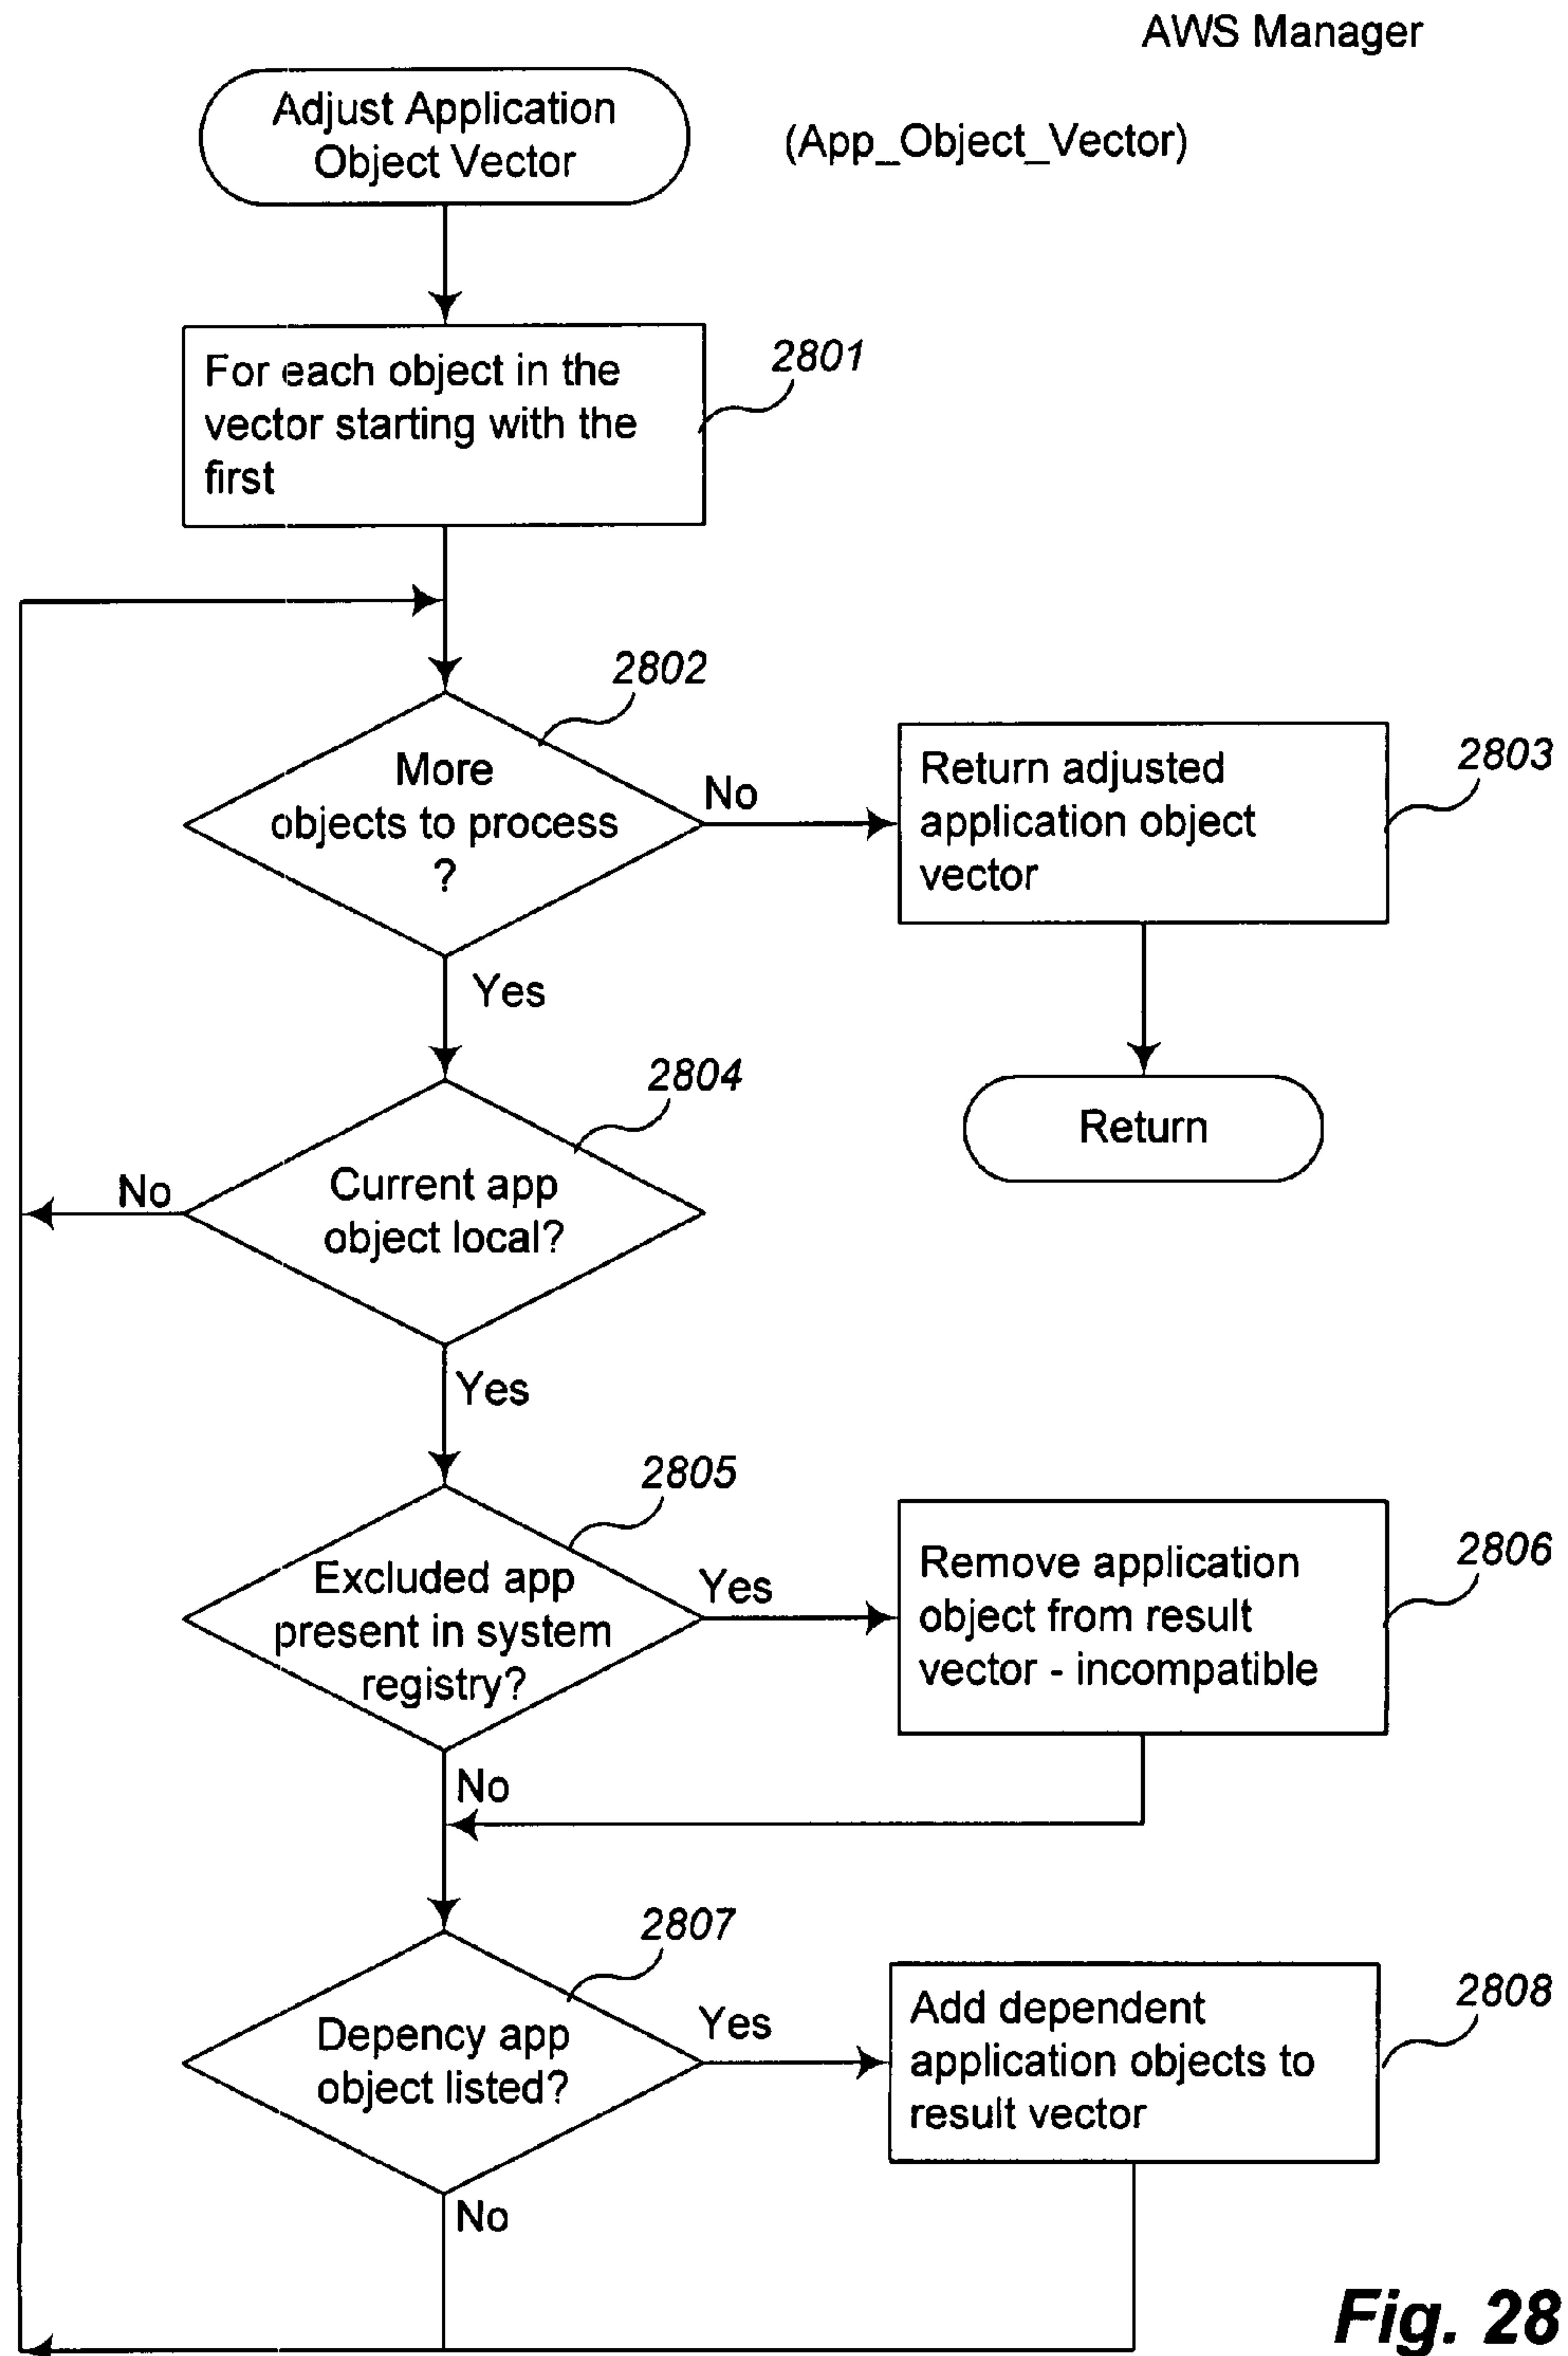 AWS Manager
Adjust Application
Object Vector
(App_Object_Vector)
For each object in the
vector starting with the
first
2801
2802
More
objects to process
?
No
Yes
Return adjusted
application object
vector
2803
Return
2804
Current app
object local?
No
Yes
2805
Excluded app
present in system
registry?
Yes
No
Remove application
object from result
vector - incompatible
2806
2807
Depency app
object listed?
Yes
No
Add dependent
application objects to
result vector
2808
Fig. 28